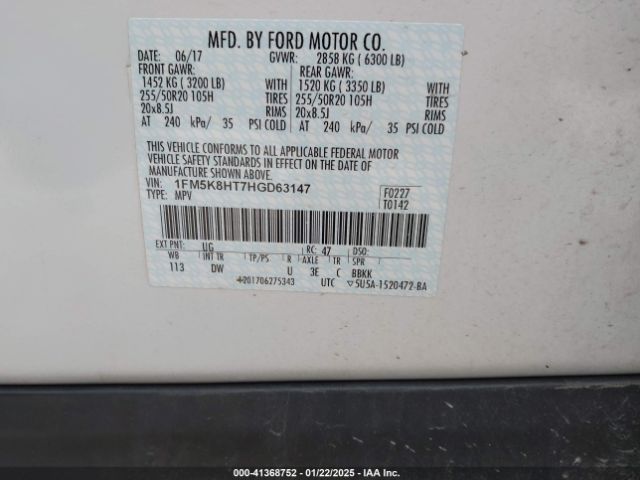 MFD. BY FORD MOTOR CO.
DATE: 06/17 GVWR: 2858 KG ( 6300 LB)
FRONT GAWR: REAR GAWR:
1452 KG ( 3200 LB) WITH 1520 KG ( 3350 LB) WITH
255/50R20 105H TIRES 255/50R20 105H TIRES
20x8.5J RIMS 20x8.5J RIMS
AT 240 kPa/ 35 PSI COLD AT 240 kPa/ 35 PSI COLD
THIS VEHICLE CONFORMS TO ALL APPLICABLE FEDERAL MOTOR
VEHICLE SAFETY STANDARDS IN EFFECT ON THE DATE OF
MANUFACTURE SHOWN ABOVE.
VIN: 1FM5K8HT7HGD63147 F0227
TYPE: MPV T0142
EXT PNT: UG RC: 47 DSO:
WB INT TR TP/PS R AXLE TR SPR
113 DW U 3E C BBKK
+201706275343 UTC ▽5U5A-1520472-BA
000-41368752 — 01/22/2025 — IAA Inc.